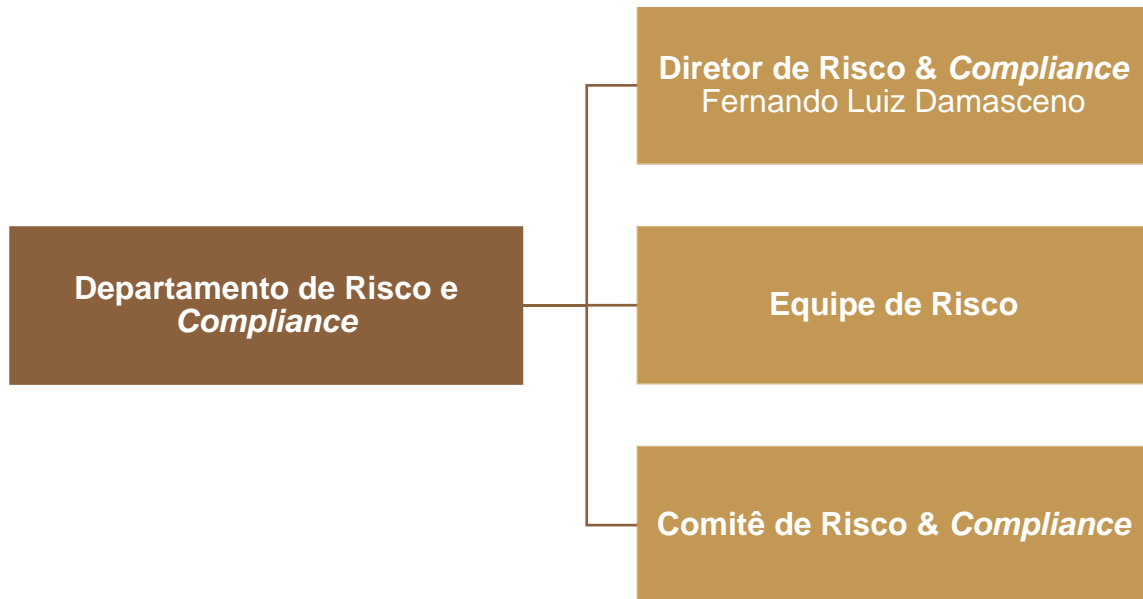 Diretor de Risco & Compliance
Fernando Luiz Damasceno
Departamento de Risco e
Compliance
Equipe de Risco
Comitê de Risco & Compliance